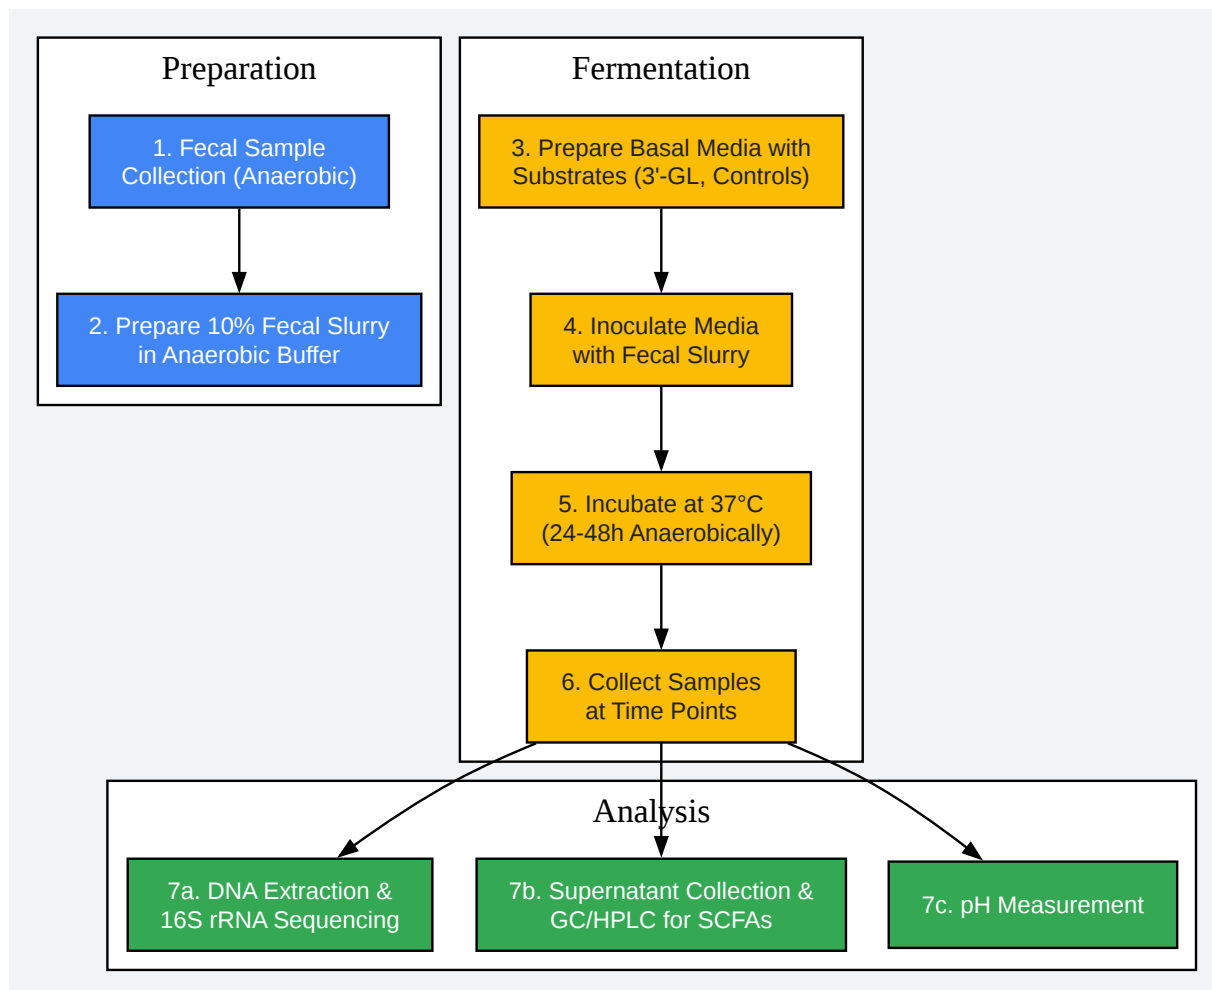 Preparation
1. Fecal Sample
Collection (Anaerobic)
2. Prepare 10% Fecal Slurry
in Anaerobic Buffer
Fermentation
3. Prepare Basal Media with
Substrates (3'-GL, Controls)
4. Inoculate Media
with Fecal Slurry
5. Incubate at 37°C
(24-48h Anaerobically)
6. Collect Samples
at Time Points
Analysis
7a. DNA Extraction &
16S rRNA Sequencing
7b. Supernatant Collection &
GC/HPLC for SCFAs
7c. pH Measurement